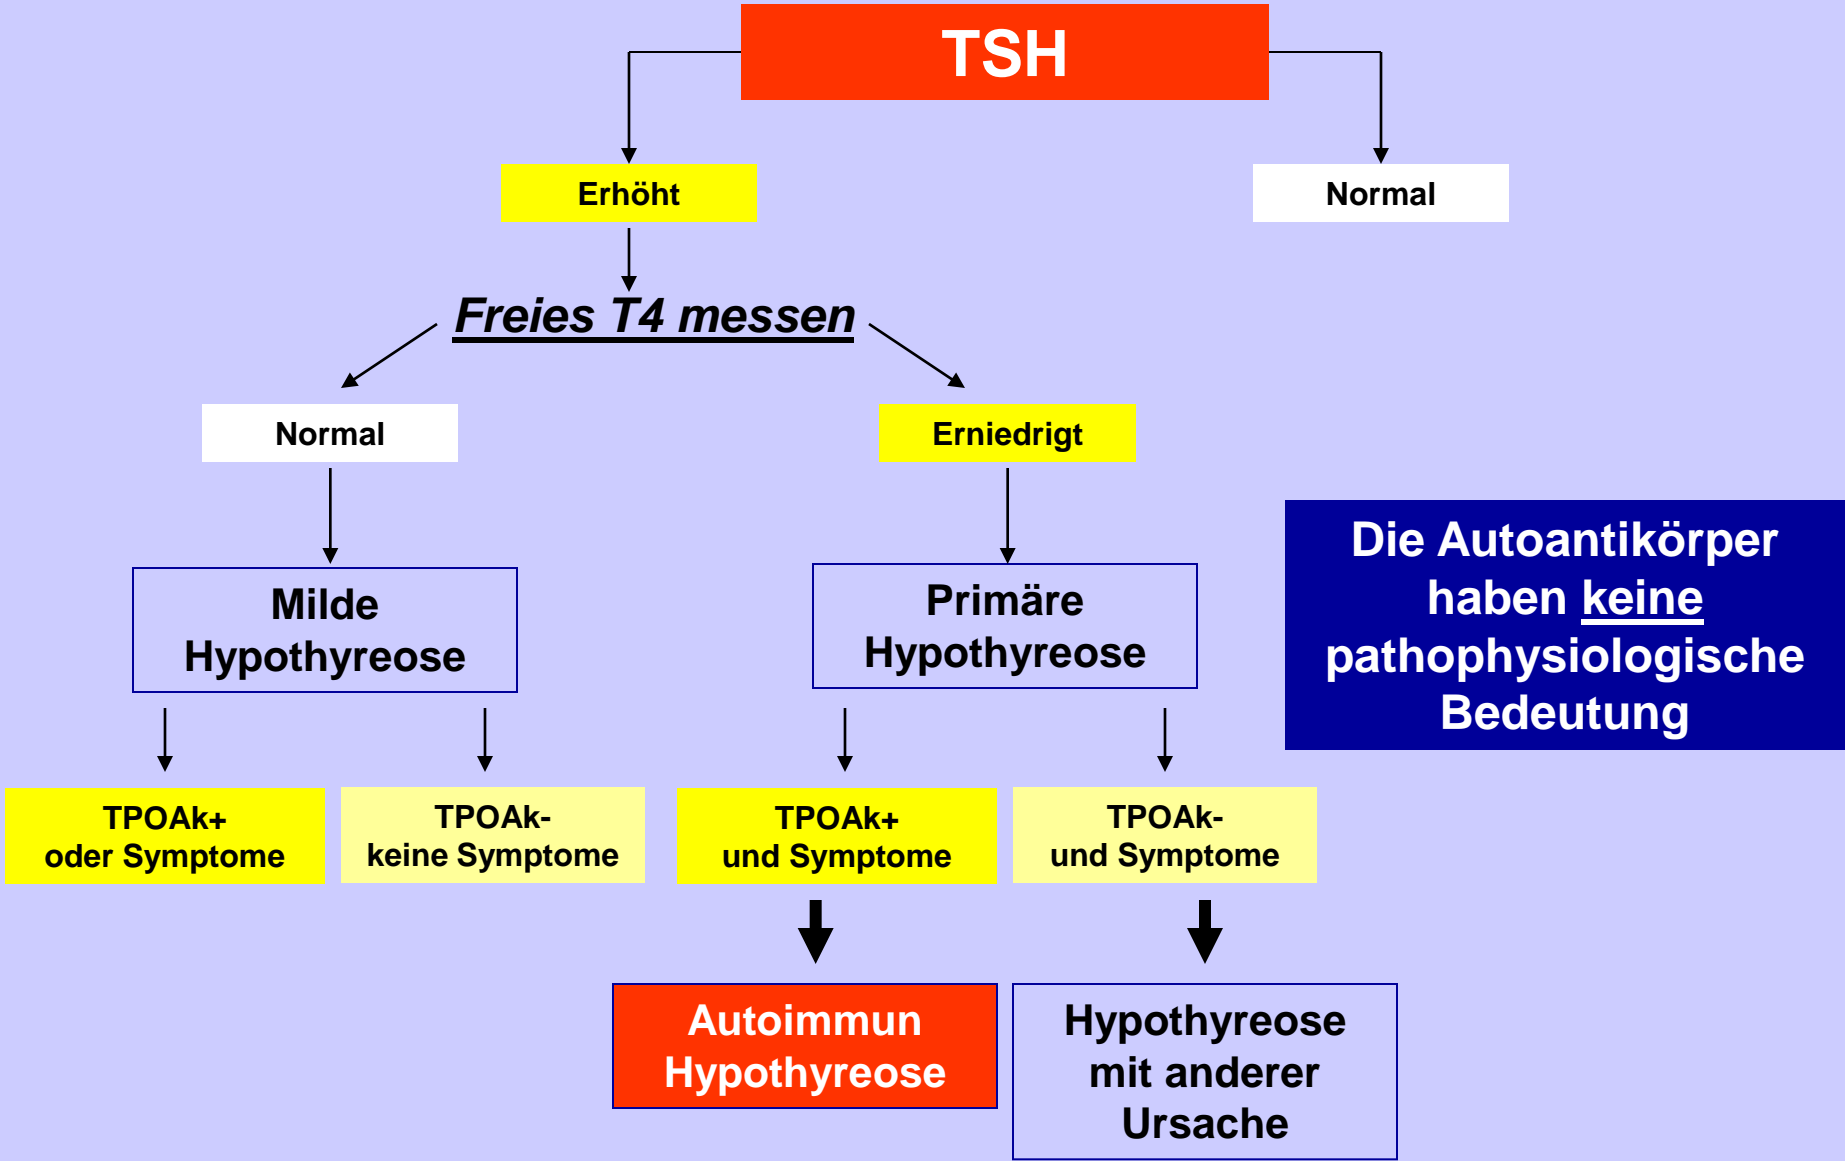 TSH
Erhöht
Normal
Freies T4 messen
Normal
Erniedrigt
Milde
Hypothyreose
Primäre
Hypothyreose
Die Autoantikörper
haben keine
pathophysiologische
Bedeutung
TPOAk+
oder Symptome
TPOAk-
keine Symptome
TPOAk+
und Symptome
TPOAk-
und Symptome
Autoimmun
Hypothyreose
Hypothyreose
mit anderer
Ursache